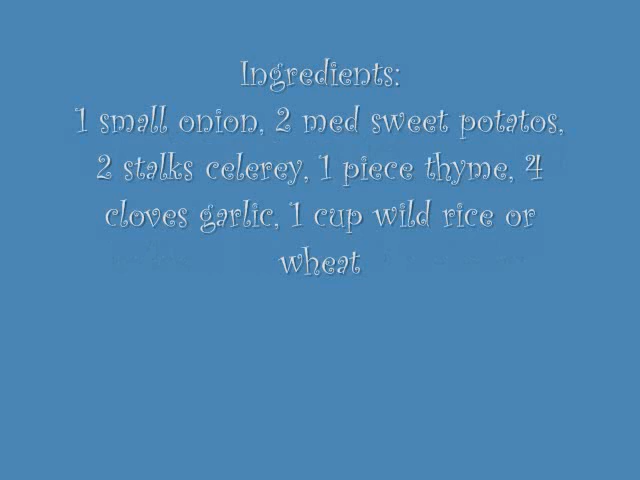 Ingredients:
1 small onion, 2 med sweet potatos,
2 stalks celerey, 1 piece thyme, 4
cloves garlic, 1 cup wild rice or
wheat